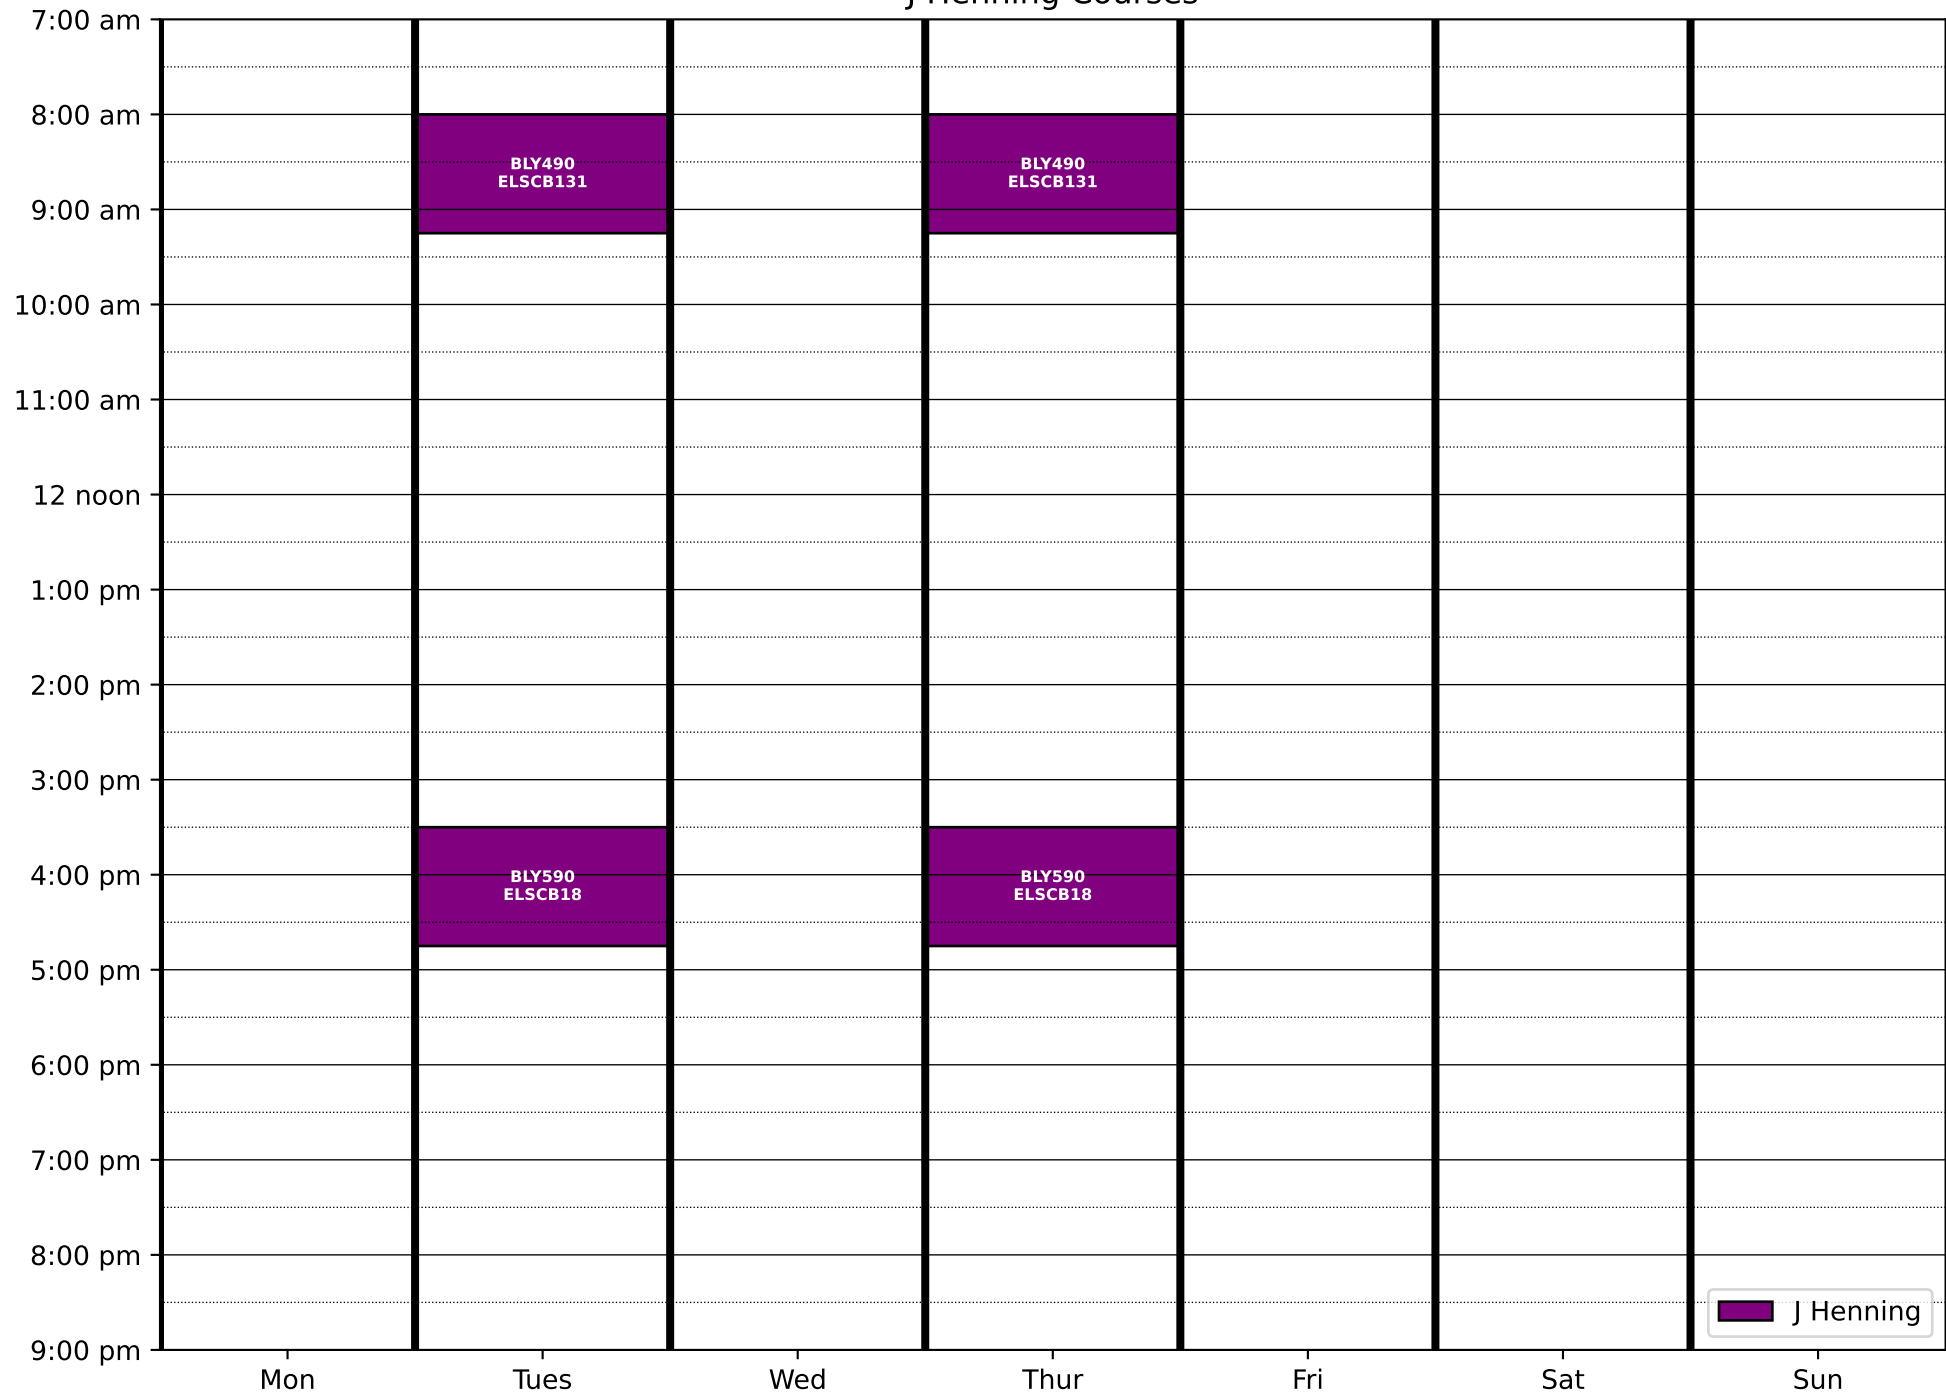 J Henning Courses
7:00 am
8:00 am
BLY490
ELSCB131
BLY490
ELSCB131
9:00 am
10:00 am
11:00 am
12 noon
1:00 pm
2:00 pm
3:00 pm
4:00 pm
BLY590
ELSCB18
BLY590
ELSCB18
5:00 pm
6:00 pm
7:00 pm
8:00 pm
J Henning
9:00 pm
Mon Tues Wed Thur Fri Sat Sun